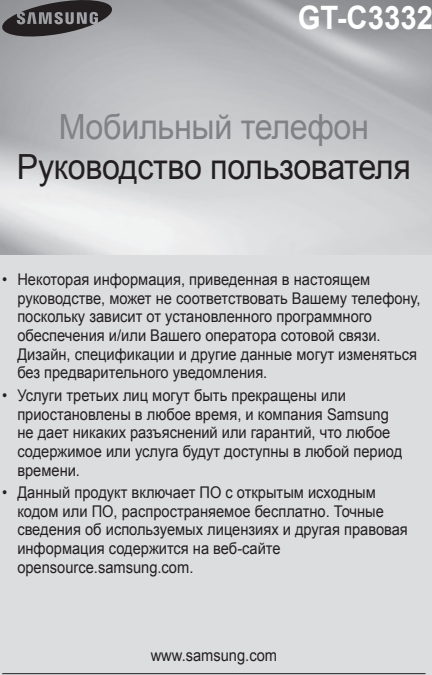 SAMSUNG
GT-C3332
Мобильный телефон
Руководство пользователя
• Некоторая информация, приведенная в настоящем
руководстве, может не соответствовать Вашему телефону,
поскольку зависит от установленного программного
обеспечения и/или Вашего оператора сотовой связи.
Дизайн, спецификации и другие данные могут изменяться
без предварительного уведомления.
• Услуги третьих лиц могут быть прекращены или
приостановлены в любое время, и компания Samsung
не дает никаких разъяснений или гарантий, что любое
содержимое или услуга будут доступны в любой период
времени.
• Данный продукт включает ПО с открытым исходным
кодом или ПО, распространяемое бесплатно. Точные
сведения об используемых лицензиях и другая правовая
информация содержится на веб-сайте
opensource.samsung.com.
www.samsung.com